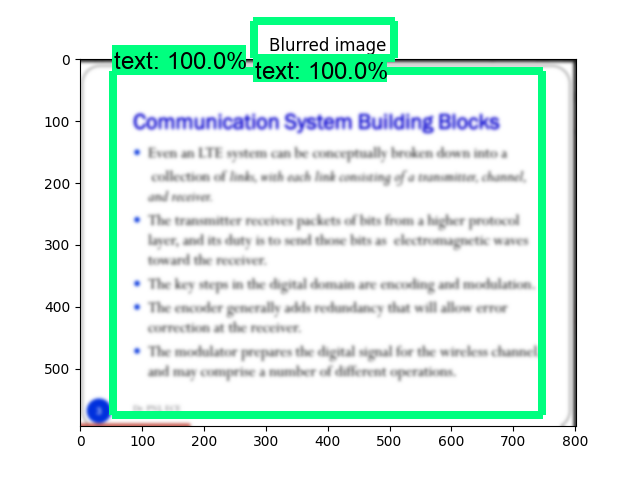 Blurred image
text: 100.0%
text: 100.0%
Communication System Building Blocks
Even an LTE system can be conceptually broken down into a
collection of links, with each link consisting of a transmitter, channel,
and receiver.
The transmitter receives packets of bits from a higher protocol
layer, and its duty is to send those bits as electromagnetic waves
toward the receiver.
The key steps in the digital domain are encoding and modulation.
The encoder generally adds redundancy that will allow error
correction at the receiver.
The modulator prepares the digital signal for the wireless channel
and may comprise a number of different operations.
0
100
200
300
400
500
0 100 200 300 400 500 600 700 800